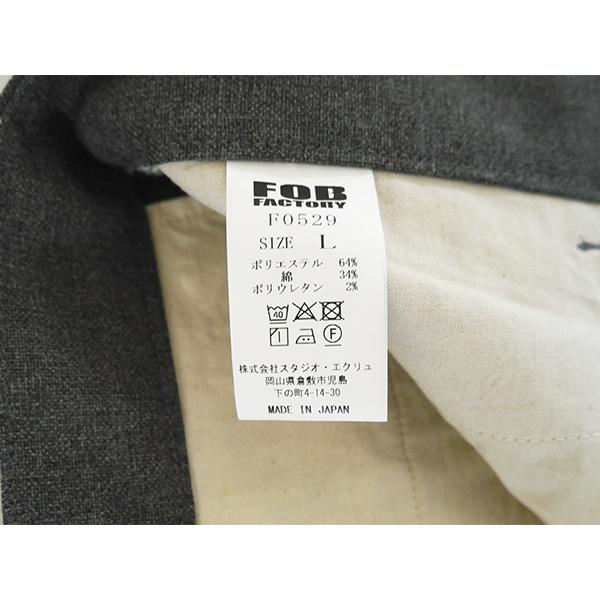 FOB
FACTORY
F0529
SIZE L
ポリエステル 64%
綿 34%
ポリウレタン 2%
40
F
株式会社スタジオ・エクリュ
岡山県倉敷市児島
下の町4-14-30
MADE IN JAPAN